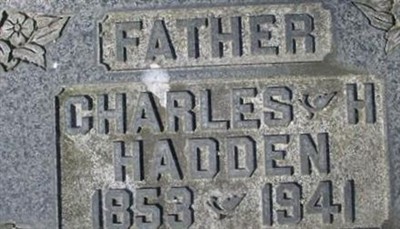 FATHER
CHARLES H
HADDEN
1853 1941